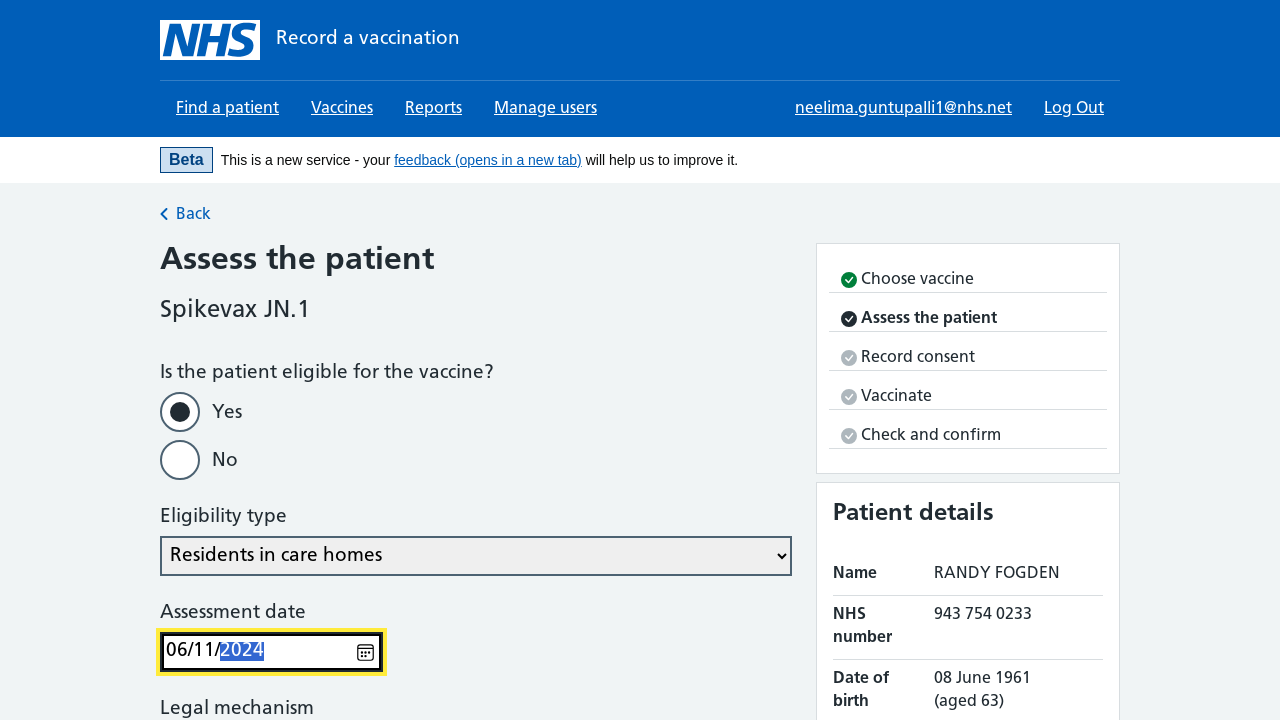 NHS Record a vaccination
Find a patient Vaccines Reports Manage users neelima.guntupalli1@nhs.net Log Out
Beta This is a new service - your feedback (opens in a new tab) will help us to improve it.
Back
Assess the patient
Spikevax JN.1
Is the patient eligible for the vaccine?
Yes
No
Eligibility type
Residents in care homes
Assessment date
06/11/2024
Legal mechanism
Choose vaccine
Assess the patient
Record consent
Vaccinate
Check and confirm
Patient details
Name RANDY FOGDEN
NHS number 943 754 0233
Date of birth 08 June 1961 (aged 63)